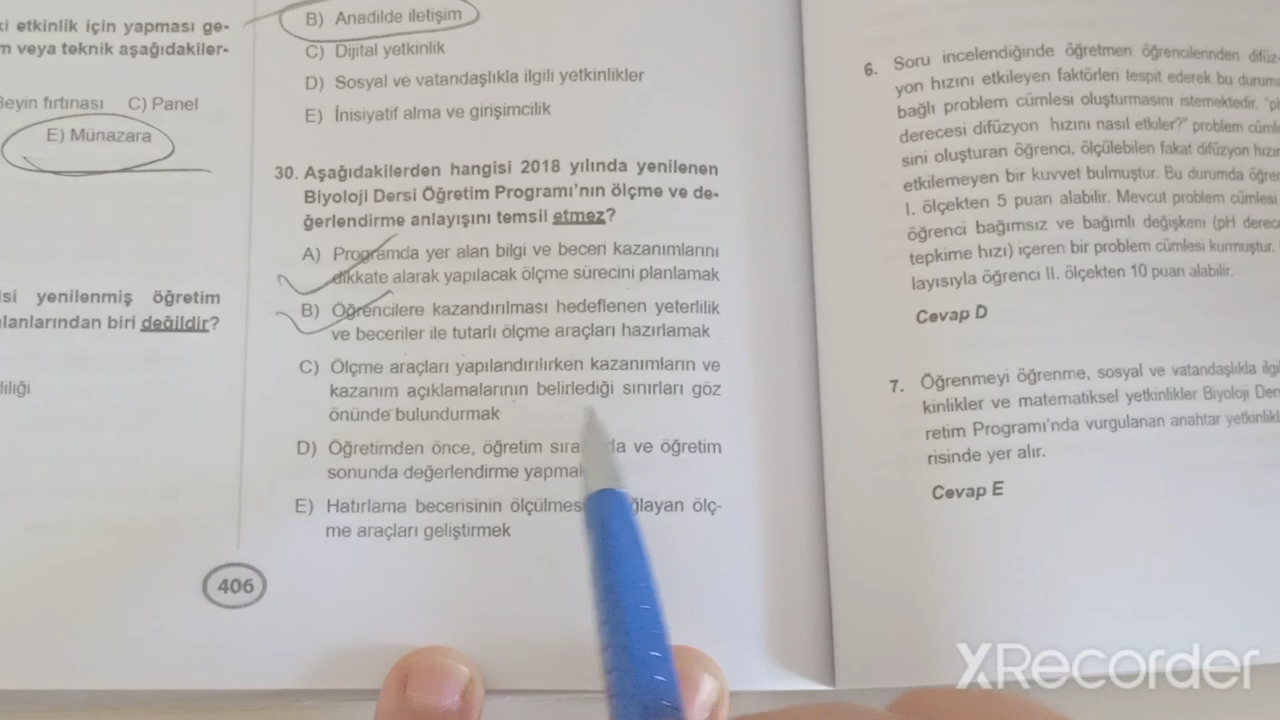 ki etkinlik için yapması ge-
m veya teknik aşağıdakiler-
Beyin fırtınası C) Panel
E) Münazara
isi yenilenmiş öğretim
lanlarından biri değildir?
liliği
B) Anadilde iletişim
C) Dijital yetkinlik
D) Sosyal ve vatandaşlıkla ilgili yetkinlikler
E) İnisiyatif alma ve girişimcilik
30. Aşağıdakilerden hangisi 2018 yılında yenilenen
Biyoloji Dersi Öğretim Programı'nın ölçme ve de-
ğerlendirme anlayışını temsil etmez?
A) Programda yer alan bilgi ve beceri kazanımlarını
dikkate alarak yapılacak ölçme sürecini planlamak
B) Öğrencilere kazandırılması hedeflenen yeterlilik
ve beceriler ile tutarlı ölçme araçları hazırlamak
C) Ölçme araçları yapılandırılırken kazanımların ve
kazanım açıklamalarının belirlediği sınırları göz
önünde bulundurmak
D) Öğretimden önce, öğretim sıra da ve öğretim
sonunda değerlendirme yapmak
E) Hatırlama becerisinin ölçülmes ğlayan ölç-
me araçları geliştirmek
406
6. Soru incelendiğinde öğretmen öğrencilerinden difüz-
yon hızını etkileyen faktörleri tespit ederek bu duruma
bağlı problem cümlesi oluşturmasını istemektedir. "pH
derecesi difüzyon hızını nasıl etkiler?" problem cümle
sini oluşturan öğrenci, ölçülebilen fakat difüzyon hızın
etkilemeyen bir kuvvet bulmuştur. Bu durumda öğren
I. ölçekten 5 puan alabilir. Mevcut problem cümlesi
öğrenci bağımsız ve bağımlı değişkeni (pH derec
tepkime hızı) içeren bir problem cümlesi kurmuştur.
layısıyla öğrenci II. ölçekten 10 puan alabilir.
Cevap D
7. Öğrenmeyi öğrenme, sosyal ve vatandaşlıkla ilgi
kinlikler ve matematiksel yetkinlikler Biyoloji Der
retim Programı'nda vurgulanan anahtar yetkinlikl
risinde yer alır.
Cevap E
XRecorder